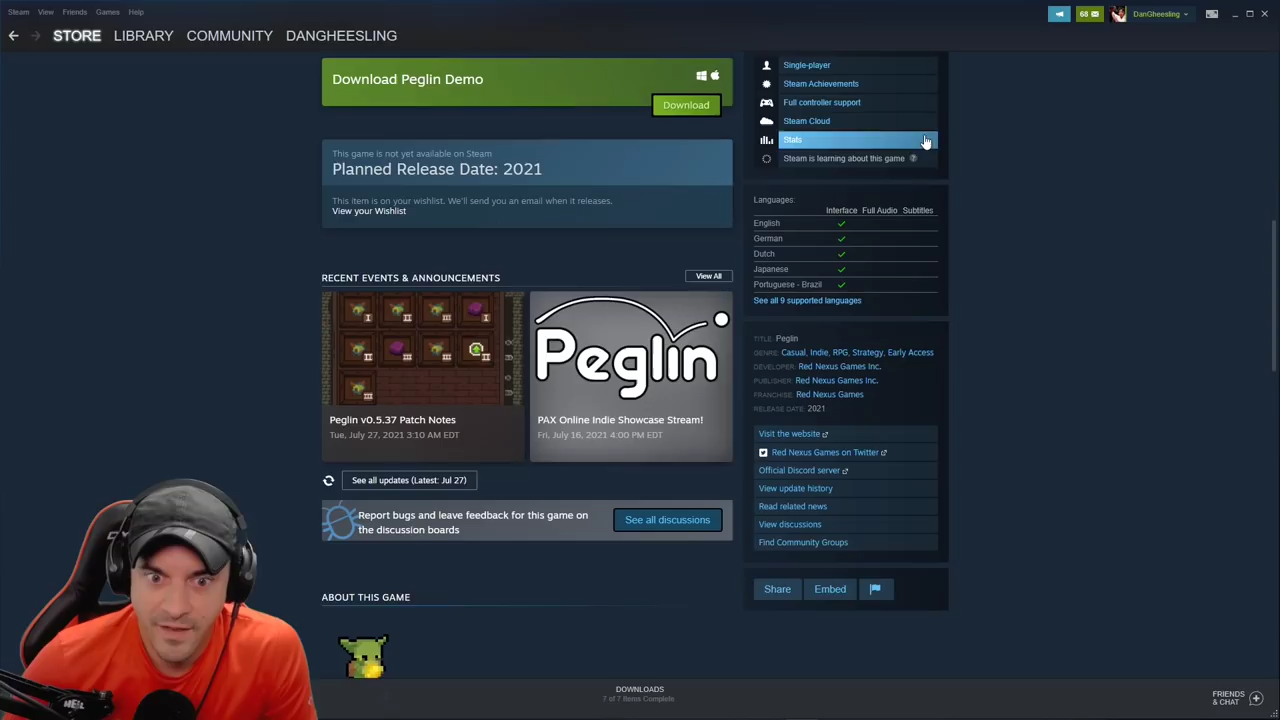 Steam View Friends Games Help
68 DanGheesling
STORE LIBRARY COMMUNITY DANGHEESLING
Download Peglin Demo
Download
This game is not yet available on Steam
Planned Release Date: 2021
This item is on your wishlist. We'll send you an email when it releases.
View your Wishlist
RECENT EVENTS & ANNOUNCEMENTS
View All
I II III I
II III II II
III
Peglin v0.5.37 Patch Notes
Tue, July 27, 2021 3:10 AM EDT
Peglin
PAX Online Indie Showcase Stream!
Fri, July 16, 2021 4:00 PM EDT
See all updates (Latest: Jul 27)
Report bugs and leave feedback for this game on
the discussion boards
See all discussions
ABOUT THIS GAME
Single-player
Steam Achievements
Full controller support
Steam Cloud
Stats
Steam is learning about this game ?
Languages:
Interface Full Audio Subtitles
English
German
Dutch
Japanese
Portuguese - Brazil
See all 9 supported languages
TITLE: Peglin
GENRE: Casual, Indie, RPG, Strategy, Early Access
DEVELOPER: Red Nexus Games Inc.
PUBLISHER: Red Nexus Games Inc.
FRANCHISE: Red Nexus Games
RELEASE DATE: 2021
Visit the website
Red Nexus Games on Twitter
Official Discord server
View update history
Read related news
View discussions
Find Community Groups
Share Embed
DOWNLOADS
7 of 7 Items Complete
FRIENDS
& CHAT